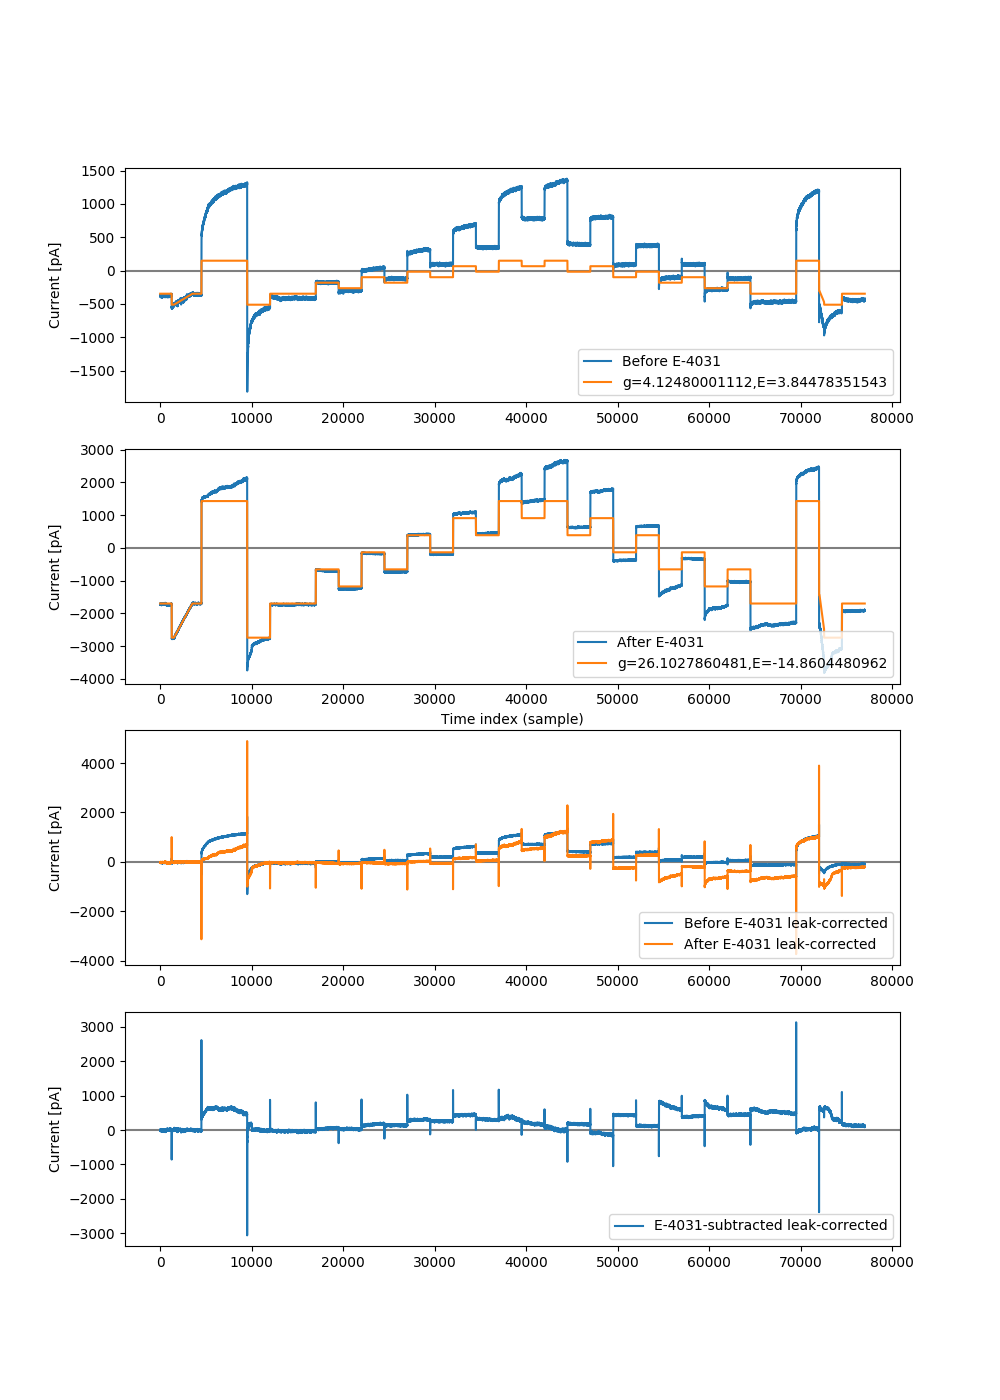 1500
1000
500
0
−500
−1000
−1500
Current [pA]
Before E-4031
g=4.12480001112,E=3.84478351543
0 10000 20000 30000 40000 50000 60000 70000 80000
3000
2000
1000
0
−1000
−2000
−3000
−4000
Current [pA]
After E-4031
g=26.1027860481,E=-14.8604480962
0 10000 20000 30000 40000 50000 60000 70000 80000
Time index (sample)
4000
2000
0
−2000
−4000
Current [pA]
Before E-4031 leak-corrected
After E-4031 leak-corrected
0 10000 20000 30000 40000 50000 60000 70000 80000
3000
2000
1000
0
−1000
−2000
−3000
Current [pA]
E-4031-subtracted leak-corrected
0 10000 20000 30000 40000 50000 60000 70000 80000